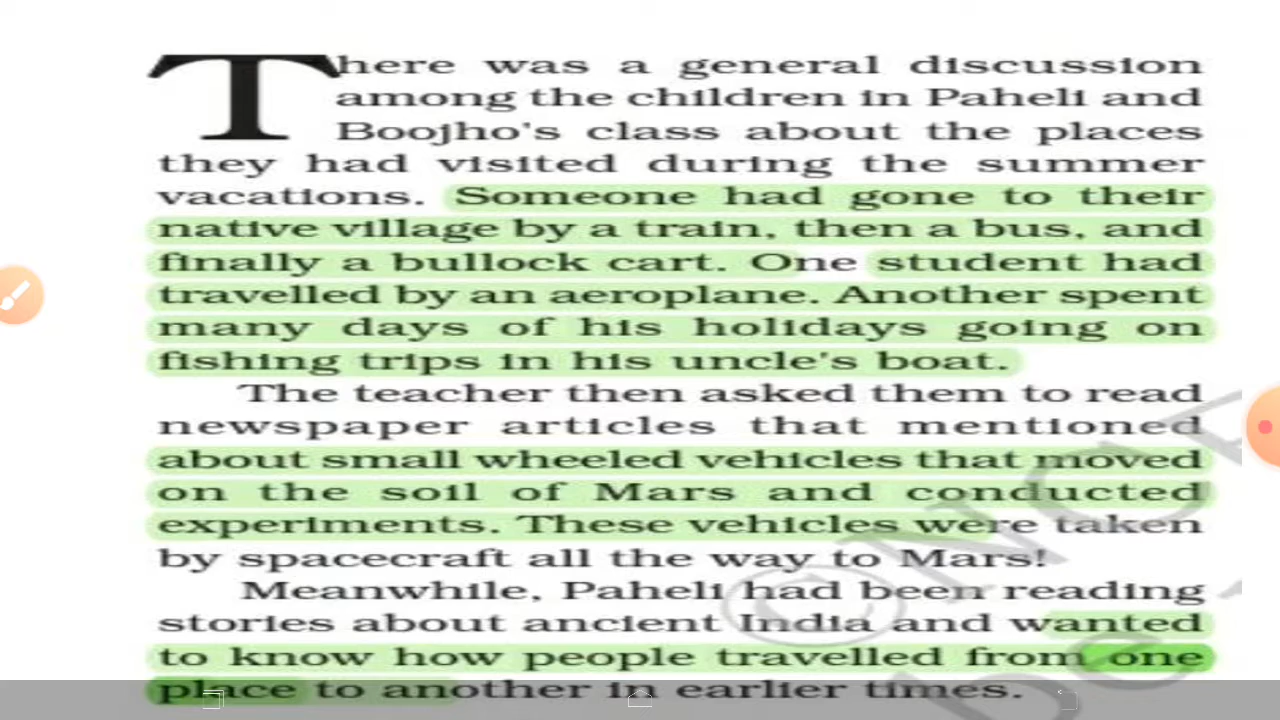 There was a general discussion
among the children in Paheli and
Boojho's class about the places
they had visited during the summer
vacations. Someone had gone to their
native village by a train, then a bus, and
finally a bullock cart. One student had
travelled by an aeroplane. Another spent
many days of his holidays going on
fishing trips in his uncle's boat.
The teacher then asked them to read
newspaper articles that mentioned
about small wheeled vehicles that moved
on the soil of Mars and conducted
experiments. These vehicles were taken
by spacecraft all the way to Mars!
Meanwhile, Paheli had been reading
stories about ancient India and wanted
to know how people travelled from one
place to another in earlier times.